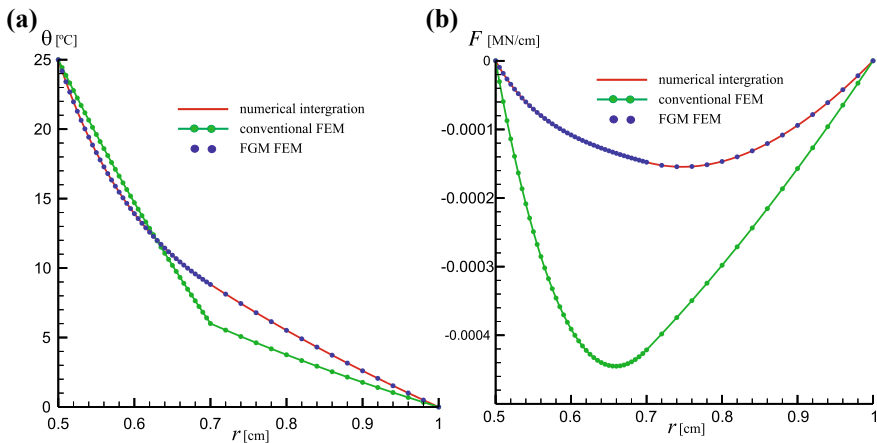 (a)
θ [ºC]
25
20
15
10
5
0
0.5
0.6
0.7
0.8
0.9
1
r [cm]
numerical intergration
conventional FEM
FGM FEM
(b)
F [MN/cm]
0
-0.0001
-0.0002
-0.0003
-0.0004
0.5
0.6
0.7
0.8
0.9
1
r [cm]
numerical intergration
conventional FEM
FGM FEM